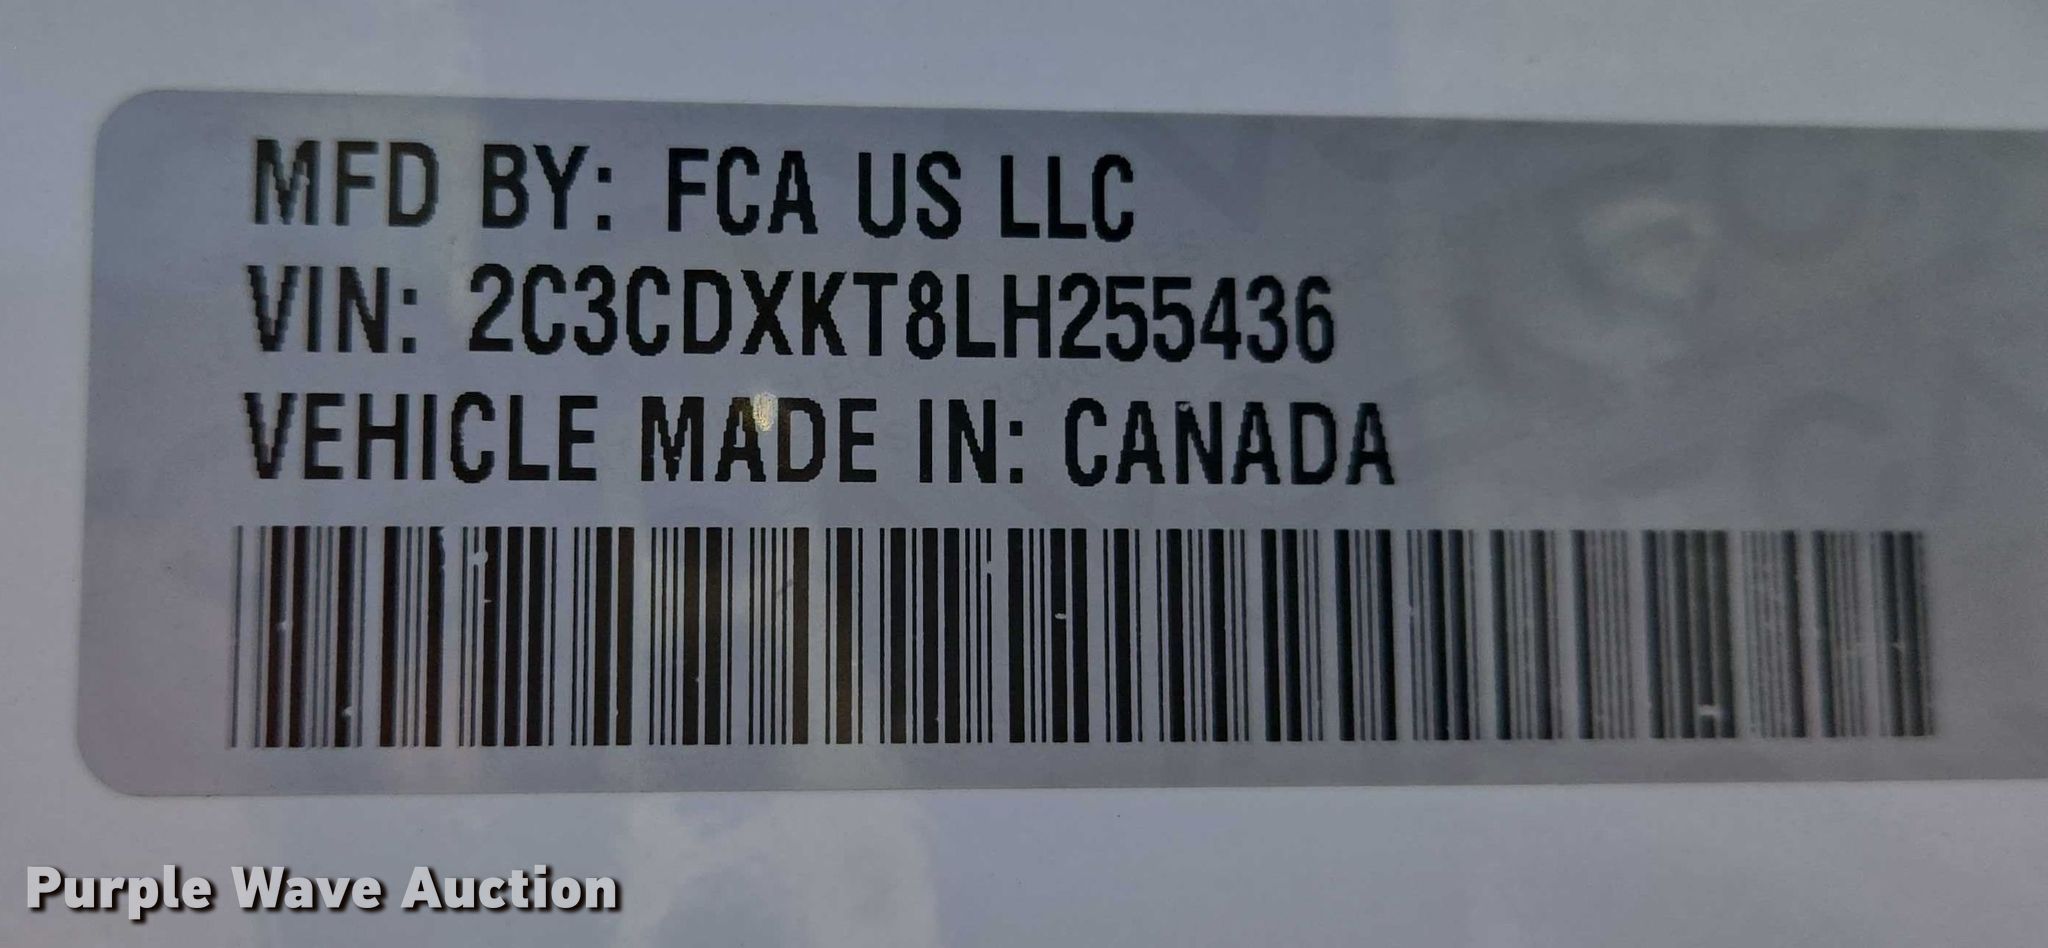 MFD BY: FCA US LLC
VIN: 2C3CDXKT8LH255436
VEHICLE MADE IN: CANADA
Purple Wave Auction